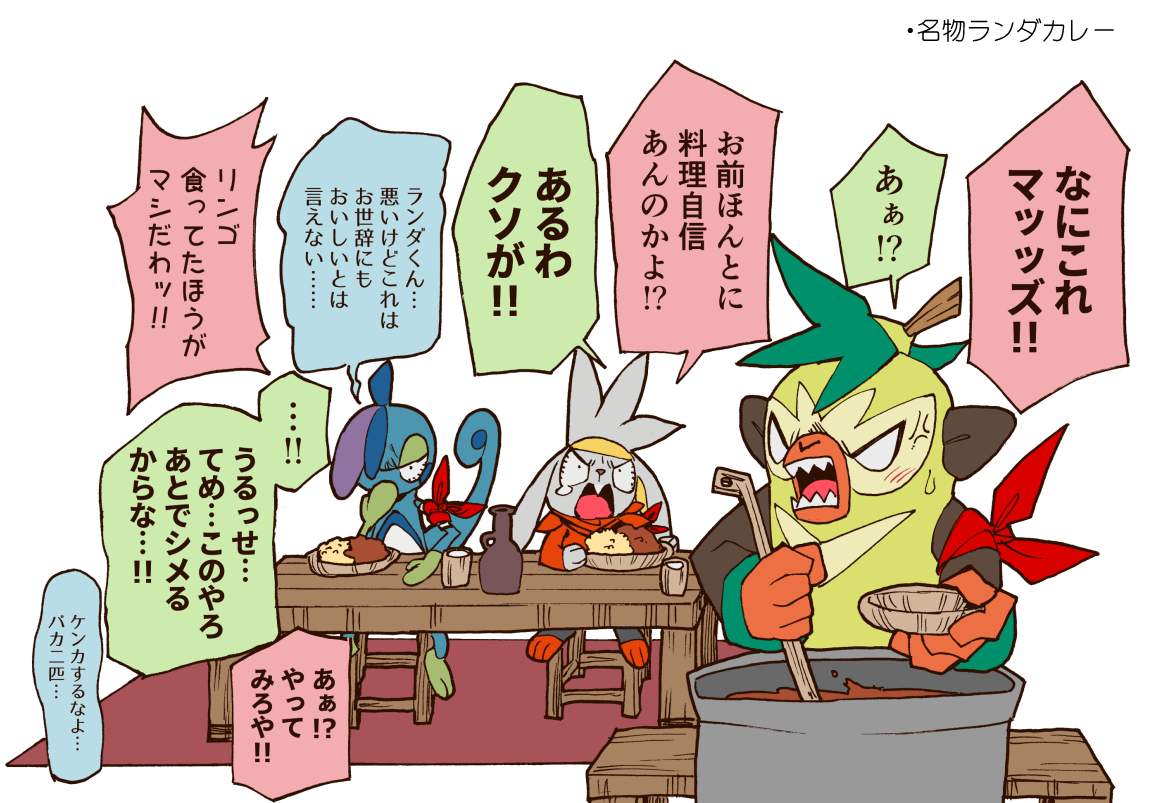 ・名物ランダカレー
なにこれ
マッッズ!!
あぁ!?
お前ほんとに
料理自信
あんのかよ!?
あるわ
クソが!!
ランダくん…
悪いけどこれは
お世辞にも
おいしいとは
言えない……
リンゴ
食ってたほうが
マシだわッ!!
…!!
うるっせ…
てめ…このやろ
あとでシメる
からな…!!
あぁ!?
やって
みろや!!
ケンカするなよ…
バカ二匹…